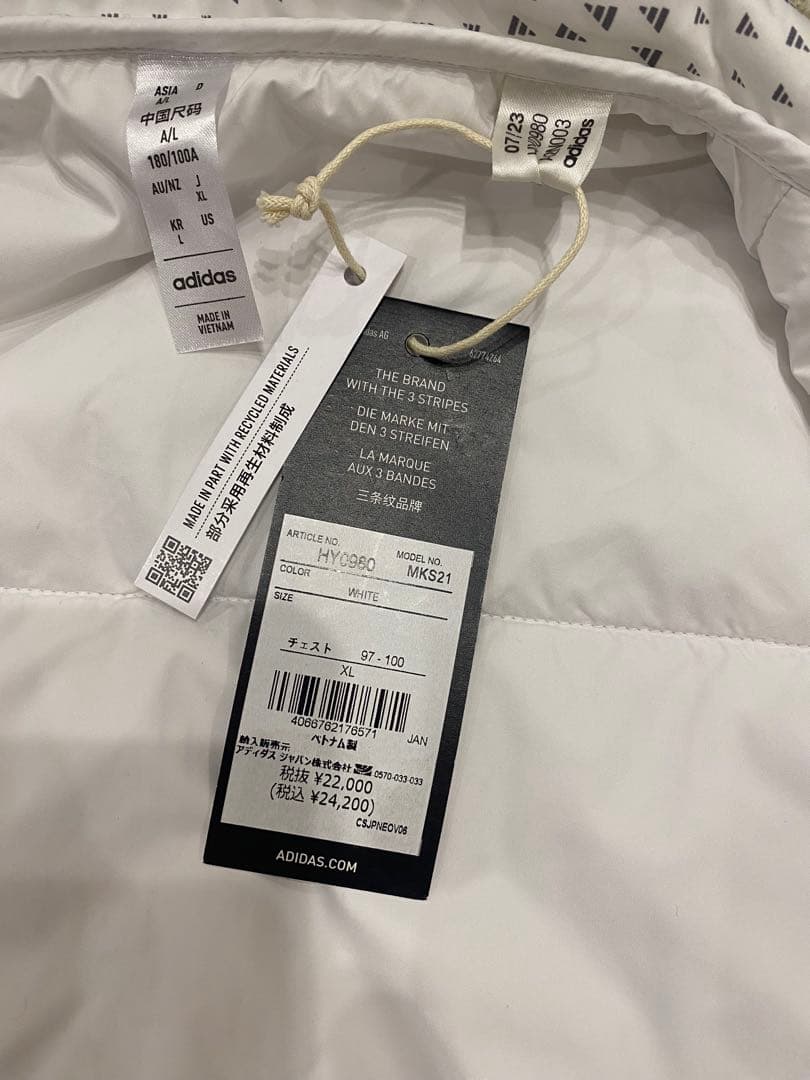 ASIA
A/L
D
中国尺码
A/L
180/100A
AU/NZ
J
XL
KR
L
US
adidas
MADE IN
VIETNAM
07/23
adidas
MADE IN PART WITH RECYCLED MATERIALS
部分采用再生材料制成
das AG
A2774264
THE BRAND
WITH THE 3 STRIPES
DIE MARKE MIT
DEN 3 STREIFEN
LA MARQUE
AUX 3 BANDES
三条纹品牌
ARTICLE NO.
MODEL NO.
MKS21
COLOR
WHITE
SIZE
チェスト 97 - 100
XL
4066762176571
JAN
ベトナム製
輸入販売元
アディダス ジャパン株式会社 0570-033-033
税抜 ¥22,000
(税込 ¥24,200)
CSJPNEOV06
ADIDAS.COM